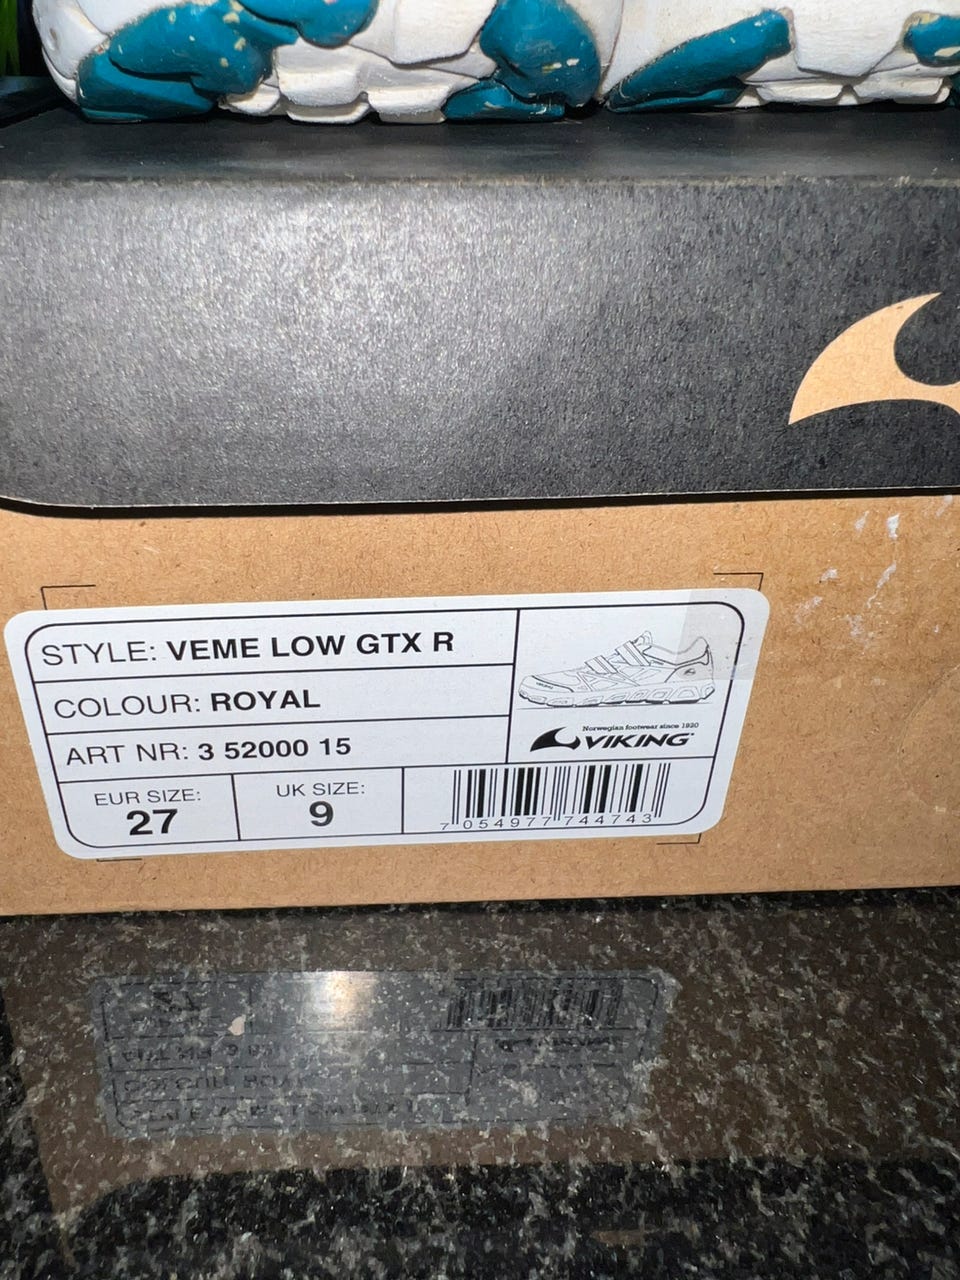 STYLE: VEME LOW GTX R
COLOUR: ROYAL
ART NR: 3 52000 15
EUR SIZE:
27
UK SIZE:
9
Norwegian footwear since 1920
VIKING
7 054977 744743